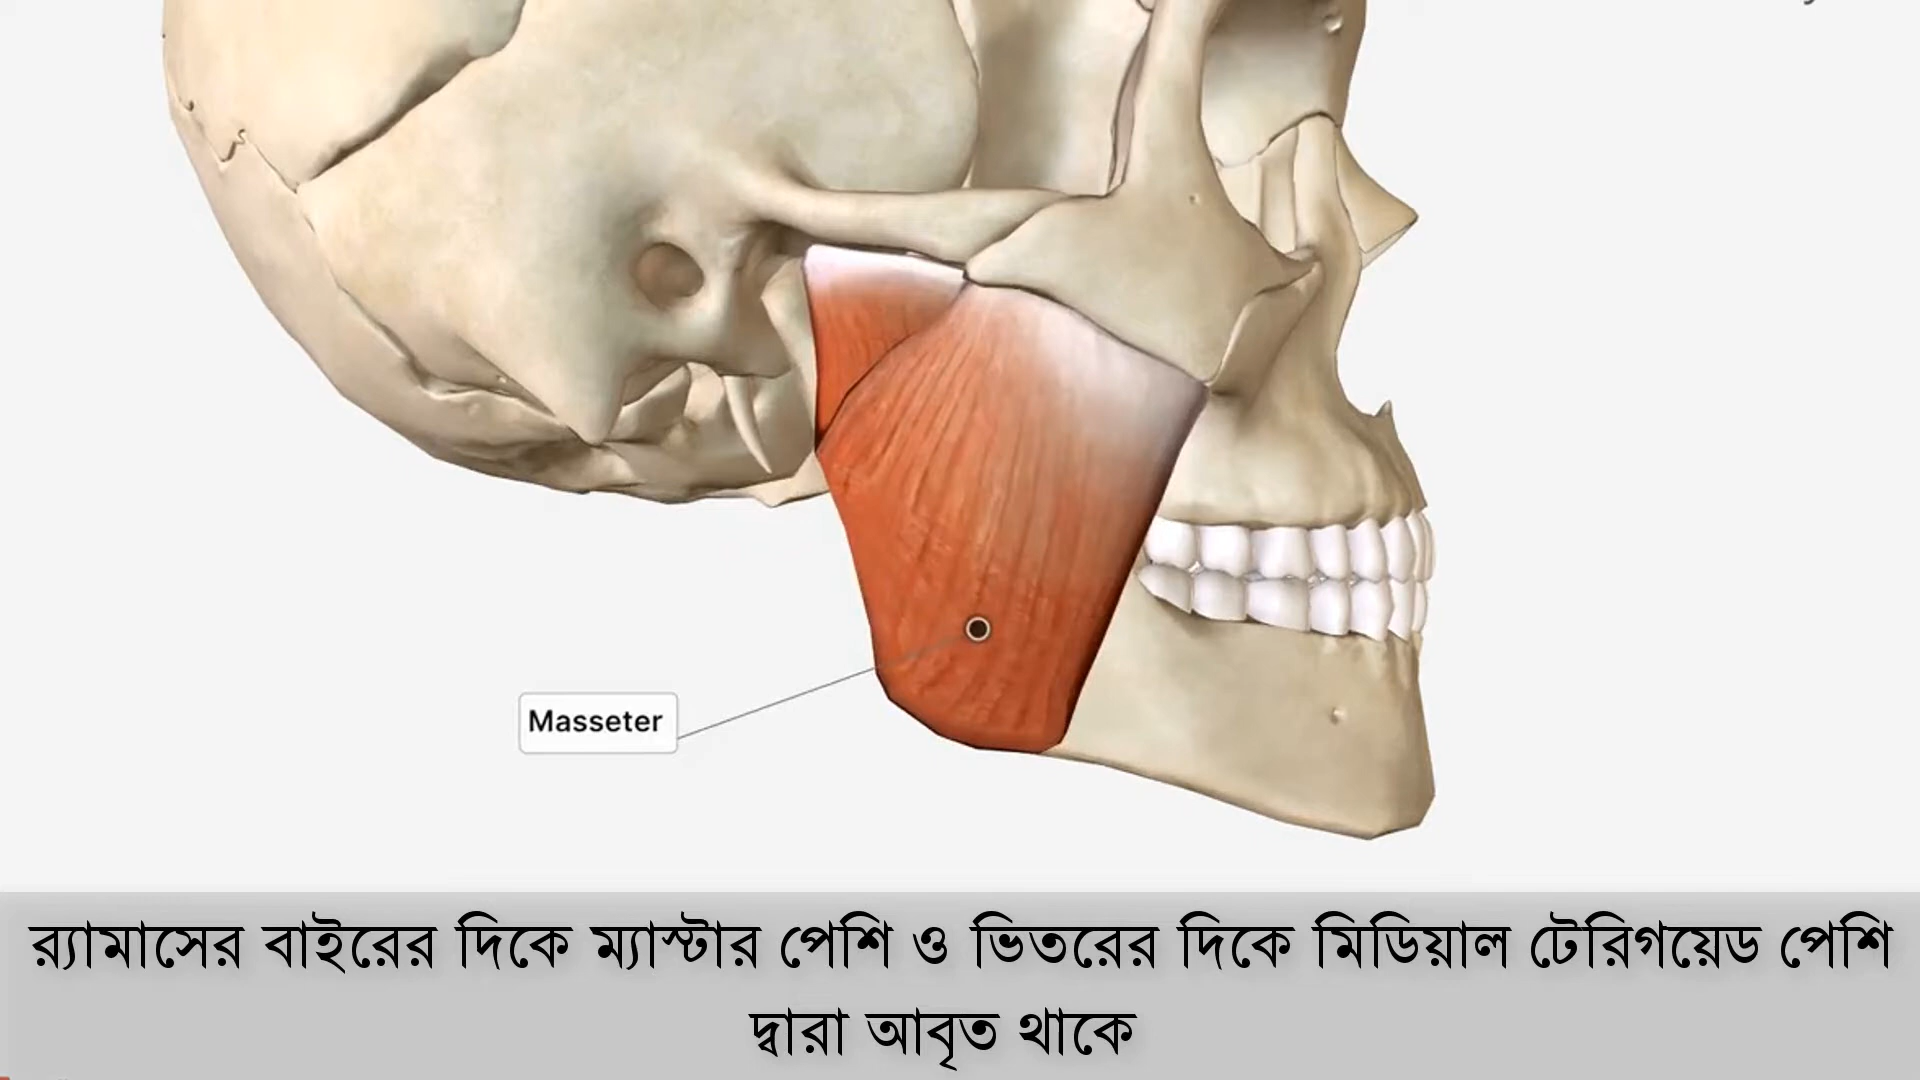 Masseter
র‍্যামাসের বাইরের দিকে ম্যাস্টার পেশি ও ভিতরের দিকে মিডিয়াল টেরিগয়েড পেশি
দ্বারা আবৃত থাকে